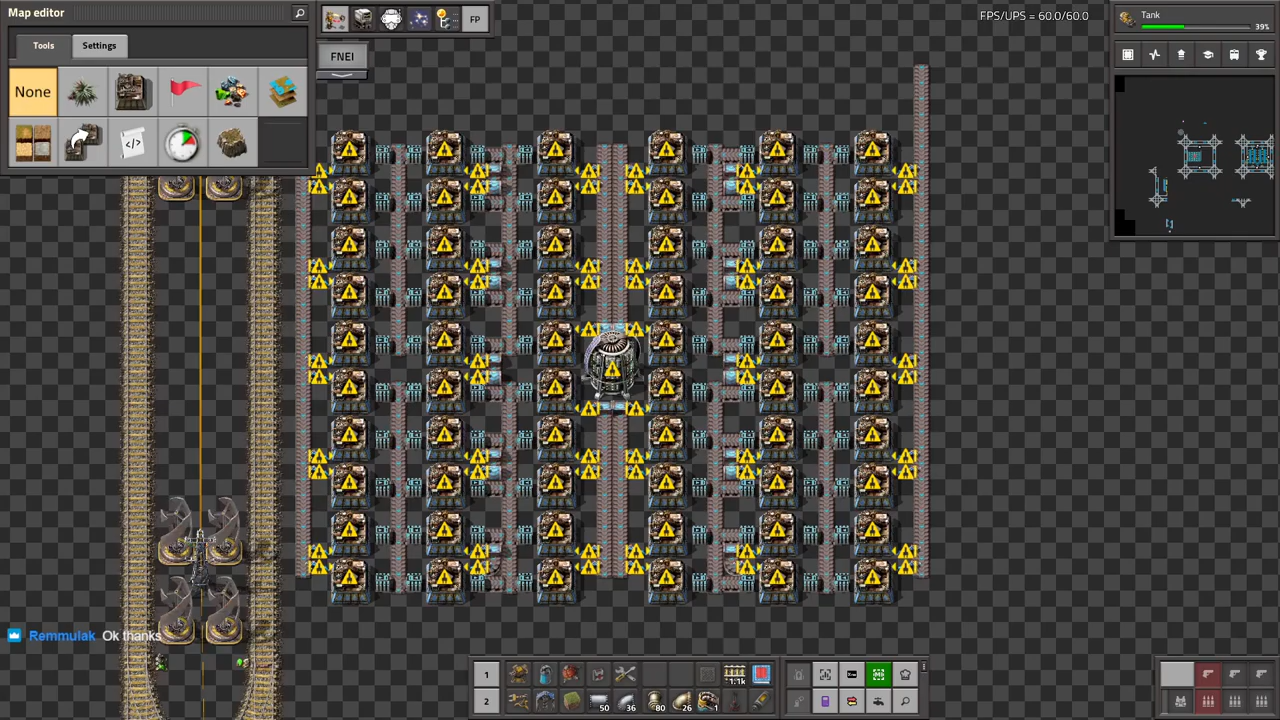 Map editor
Tools
Settings
None
</>
FP
FNEI
FPS/UPS = 60.0/60.0
Tank
39%
Remmulak Ok thanks
1
1.1k
2
50
36
80
26
1